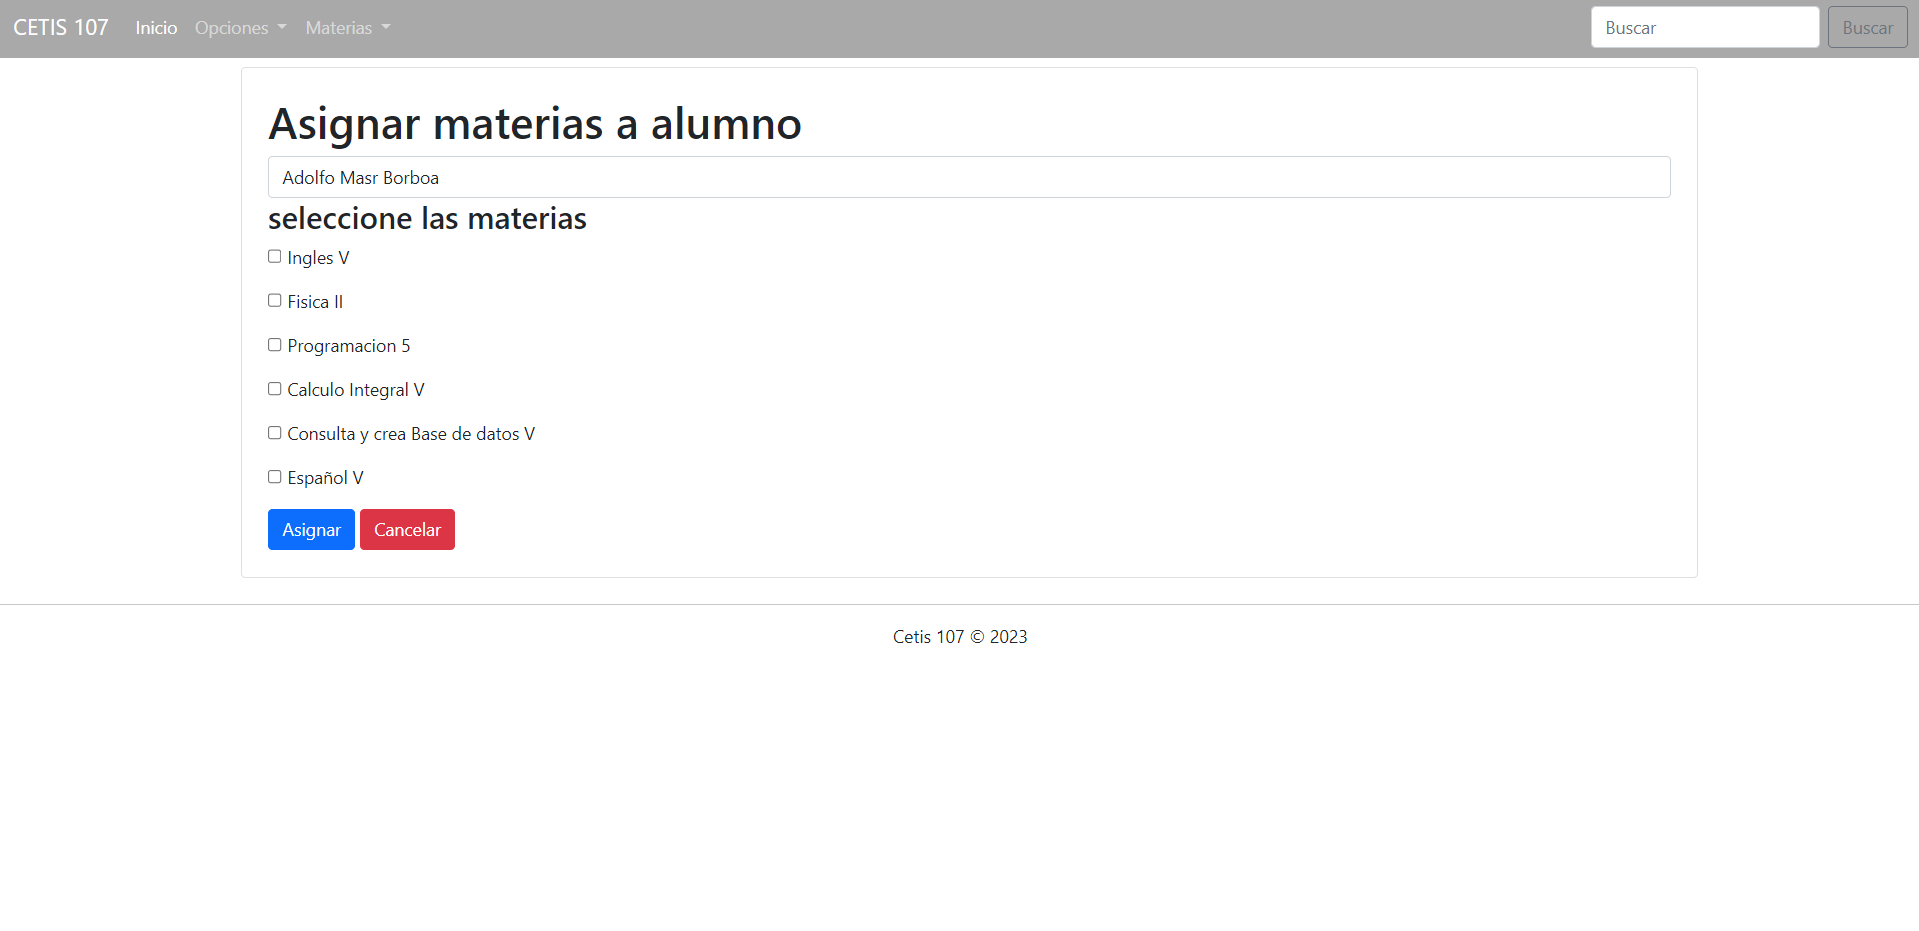 CETIS 107 Inicio Opciones Materias Buscar Buscar
Asignar materias a alumno
Adolfo Masr Borboa
seleccione las materias
Ingles V
Fisica II
Programacion 5
Calculo Integral V
Consulta y crea Base de datos V
Español V
Asignar Cancelar
Cetis 107 © 2023